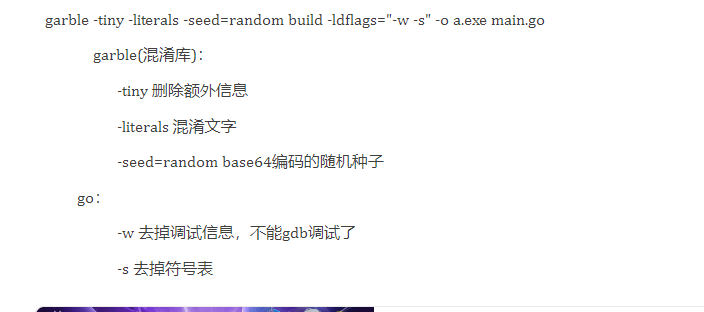 garble -tiny -literals -seed=random build -ldflags="-w -s" -o a.exe main.go
garble(混淆库)：
-tiny 删除额外信息
-literals 混淆文字
-seed=random base64编码的随机种子
go：
-w 去掉调试信息，不能gdb调试了
-s 去掉符号表